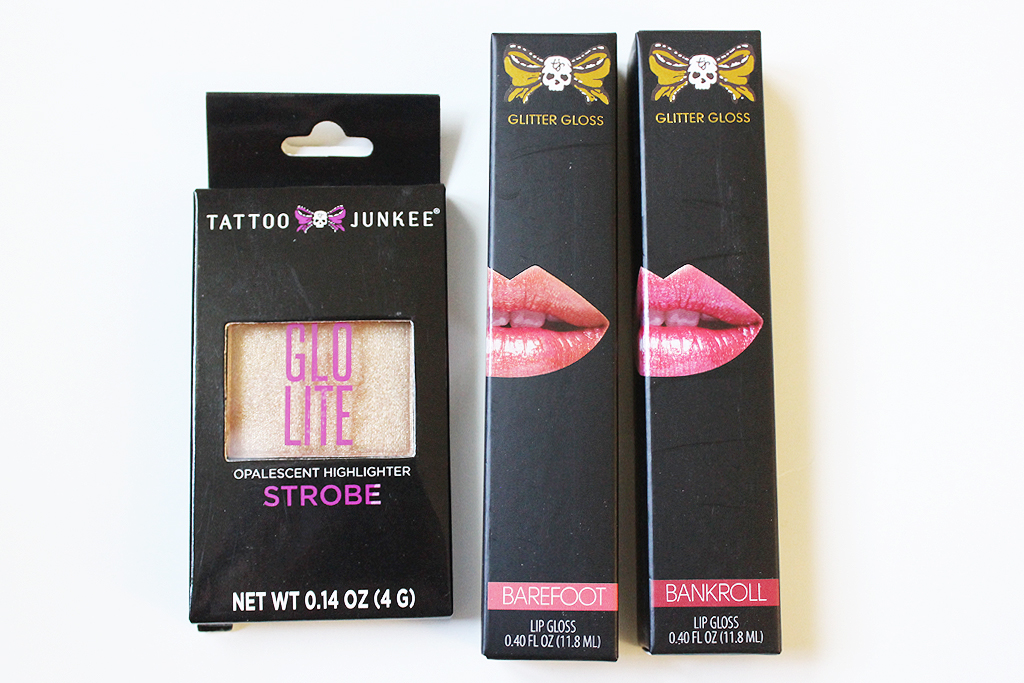 TATTOO JUNKEE®
GLO
LITE
OPALESCENT HIGHLIGHTER
STROBE
NET WT 0.14 OZ (4 G)
GLITTER GLOSS
BAREFOOT
LIP GLOSS
0.40 FL OZ (11.8 ML)
GLITTER GLOSS
BANKROLL
LIP GLOSS
0.40 FL OZ (11.8 ML)